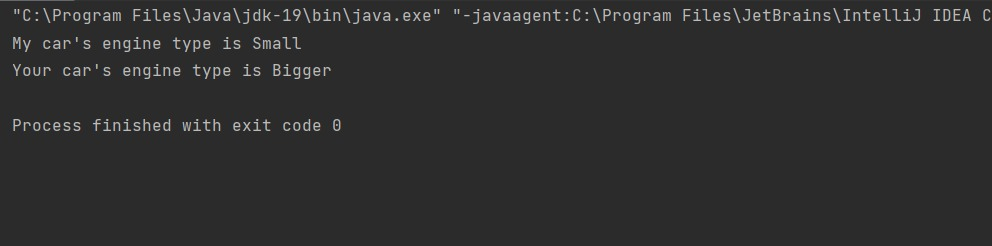 "C:\Program Files\Java\jdk-19\bin\java.exe" "-javaagent:C:\Program Files\JetBrains\IntelliJ IDEA C
My car's engine type is Small
Your car's engine type is Bigger
Process finished with exit code 0